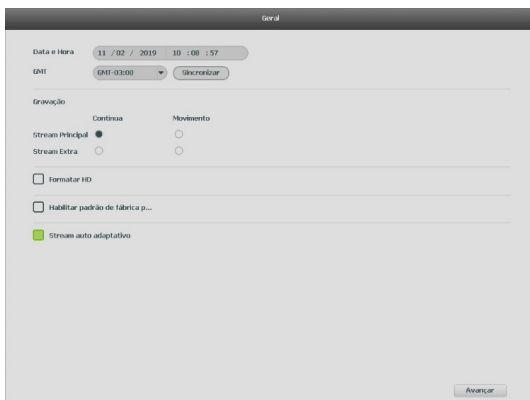 Geral
Data e Hora 11 / 02 / 2019 10 : 08 : 57
GMT GMT-03:00 Sincronizar
Gravação
Contínua Movimento
Stream Principal
Stream Extra
Formatar HD
Habilitar padrão de fábrica p...
Stream auto adaptativo
Avançar